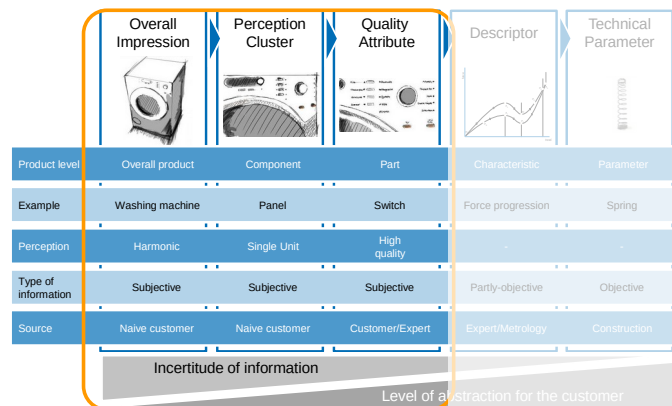 Overall
Impression
Perception
Cluster
Quality
Attribute
Descriptor
Technical
Parameter
Product level Overall product Component Part Characteristic Parameter
Example Washing machine Panel Switch Force progression Spring
Perception Harmonic Single Unit High
quality - -
Type of
information Subjective Subjective Subjective Partly-objective Objective
Source Naive customer Naive customer Customer/Expert Expert/Metrology Construction
Incertitude of information
Level of abstraction for the customer